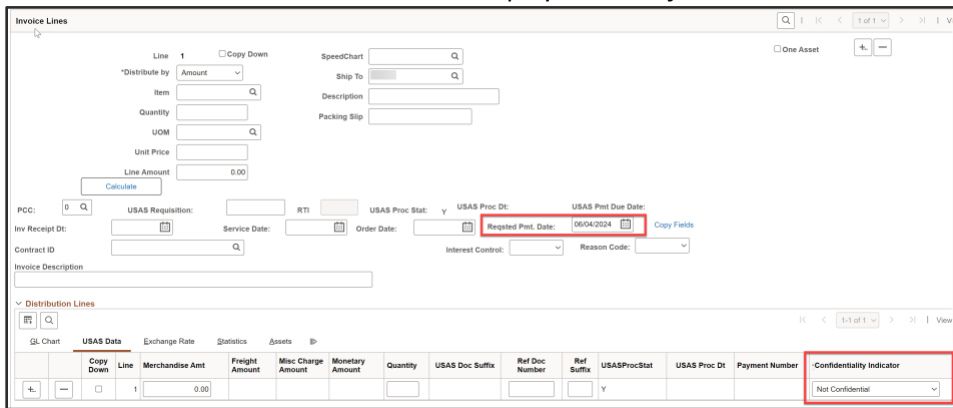 Invoice Lines
1 of 1
Line 1 Copy Down SpeedChart One Asset
*Distribute by Amount Ship To
Item Description
Quantity Packing Slip
UOM
Unit Price
Line Amount 0.00
Calculate
PCC: 0 USAS Requisition: RTI USAS Proc Stat: Y USAS Proc Dt: USAS Pmt Due Date:
Inv Receipt Dt: Service Date: Order Date: Reqsted Pmt. Date: 06/04/2024 Copy Fields
Contract ID Interest Control: Reason Code:
Invoice Description
Distribution Lines
1-1 of 1 View
GL Chart USAS Data Exchange Rate Statistics Assets
Copy Down Line Merchandise Amt Freight Amount Misc Charge Amount Monetary Amount Quantity USAS Doc Suffix Ref Doc Number Ref Suffix USASProcStat USAS Proc Dt Payment Number *Confidentiality Indicator
1 0.00 Y Not Confidential